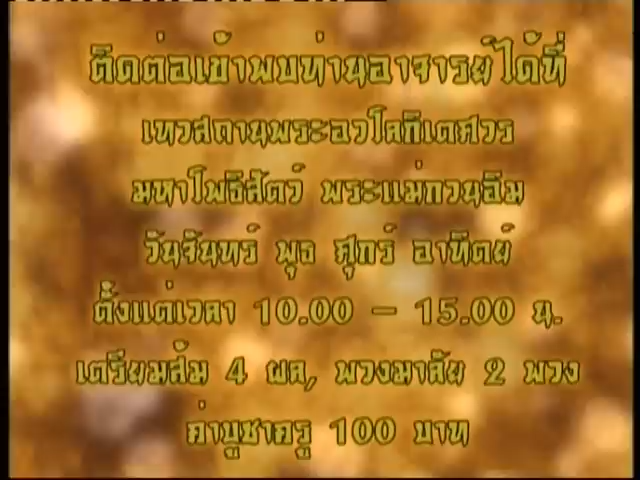 ติดต่อเข้าพบท่านอาจารย์ได้ที่
เทวสถานพระอวโลกิเตศวร
มหาโพธิสัตว์ พระแม่กวนอิม
วันจันทร์ พุธ ศุกร์ อาทิตย์
ตั้งแต่เวลา 10.00 - 15.00 น.
เตรียมส้ม 4 ผล, พวงมาลัย 2 พวง
ค่าบูชาครู 100 บาท